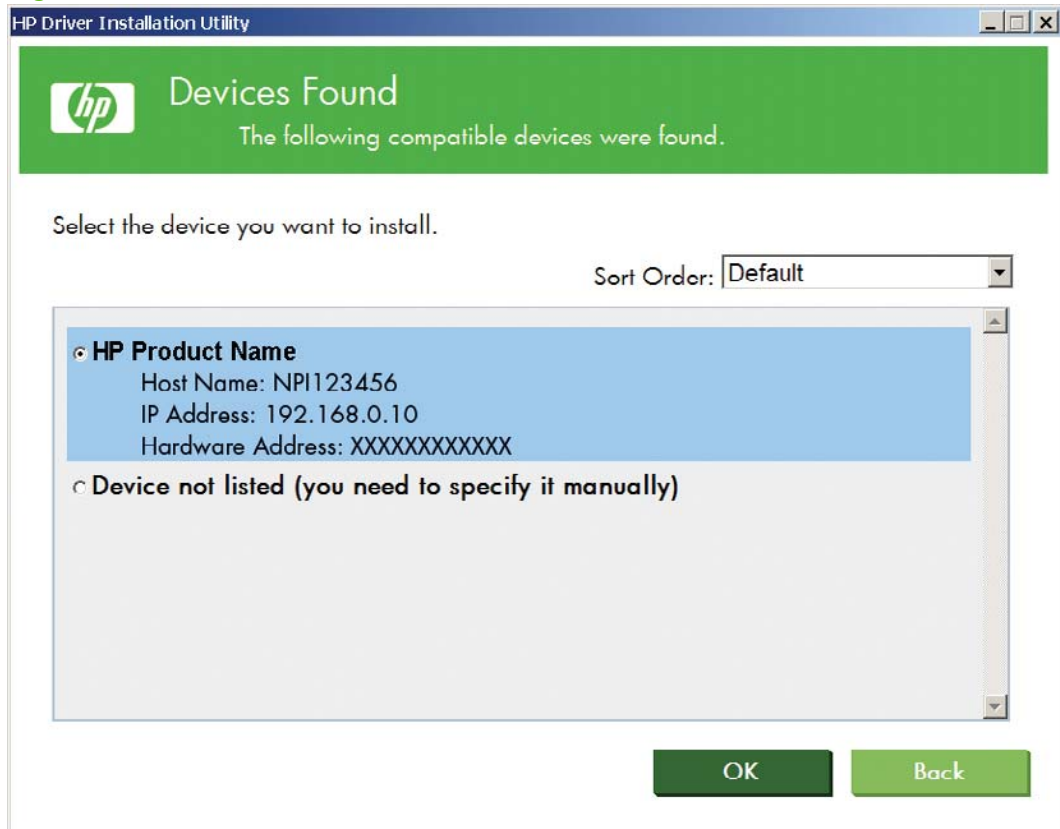 HP Driver Installation Utility
hp
Devices Found
The following compatible devices were found.
Select the device you want to install.
Sort Order: Default
HP Product Name
Host Name: NPI123456
IP Address: 192.168.0.10
Hardware Address: XXXXXXXXXXXX
Device not listed (you need to specify it manually)
OK
Back